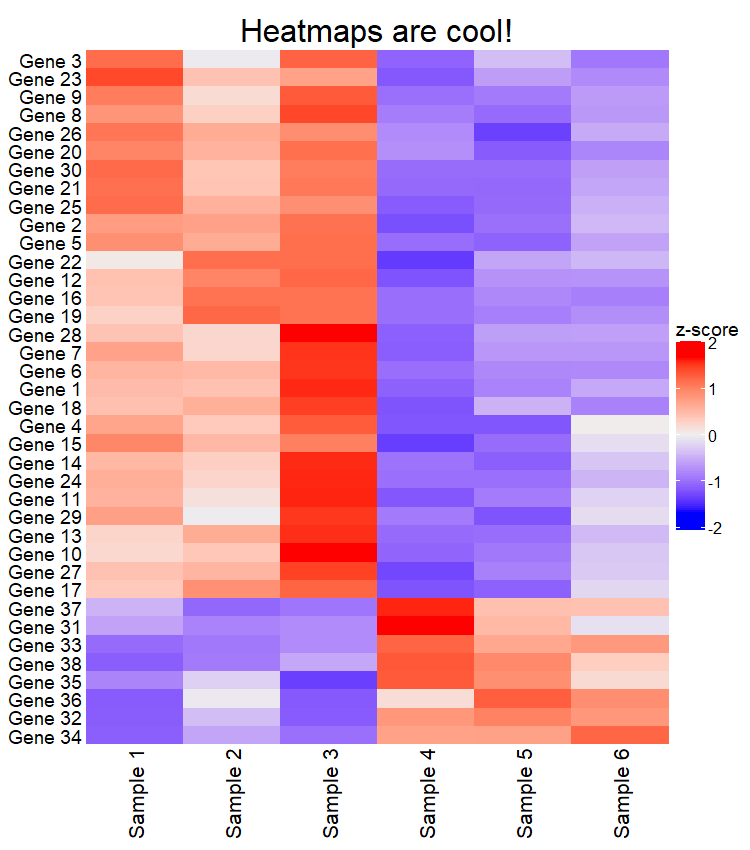 Heatmaps are cool!
Gene 3
Gene 23
Gene 9
Gene 8
Gene 26
Gene 20
Gene 30
Gene 21
Gene 25
Gene 2
Gene 5
Gene 22
Gene 12
Gene 16
Gene 19
Gene 28
Gene 7
Gene 6
Gene 1
Gene 18
Gene 4
Gene 15
Gene 14
Gene 24
Gene 11
Gene 29
Gene 13
Gene 10
Gene 27
Gene 17
Gene 37
Gene 31
Gene 33
Gene 38
Gene 35
Gene 36
Gene 32
Gene 34
Sample 1
Sample 2
Sample 3
Sample 4
Sample 5
Sample 6
z-score
2
1
0
-1
-2